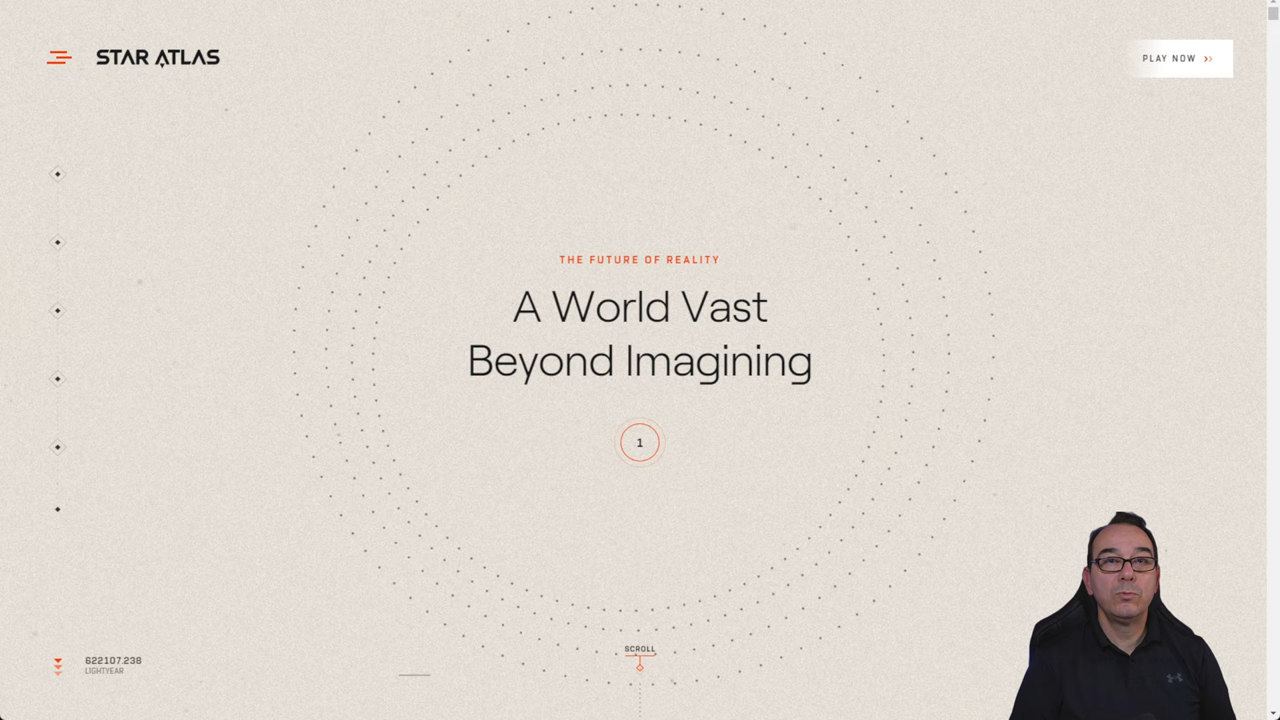 STAR ATLAS
PLAY NOW
THE FUTURE OF REALITY
A World Vast
Beyond Imagining
1
SCROLL
622107.238
LIGHTYEAR